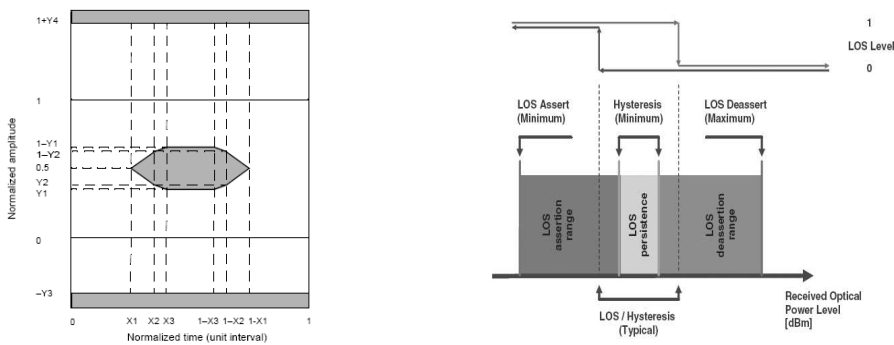 Normalized amplitude
1+Y4
1
1–Y1
1–Y2
0.5
Y2
Y1
0
–Y3
0
X1
X2
X3
1–X3
1–X2
1-X1
1
Normalized time (unit interval)
1
LOS Level
0
LOS Assert
(Minimum)
Hysteresis
(Minimum)
LOS Deassert
(Maximum)
LOS
assertion
range
LOS
persistence
LOS
deassertion
range
Received Optical
Power Level
[dBm]
LOS / Hysteresis
(Typical)